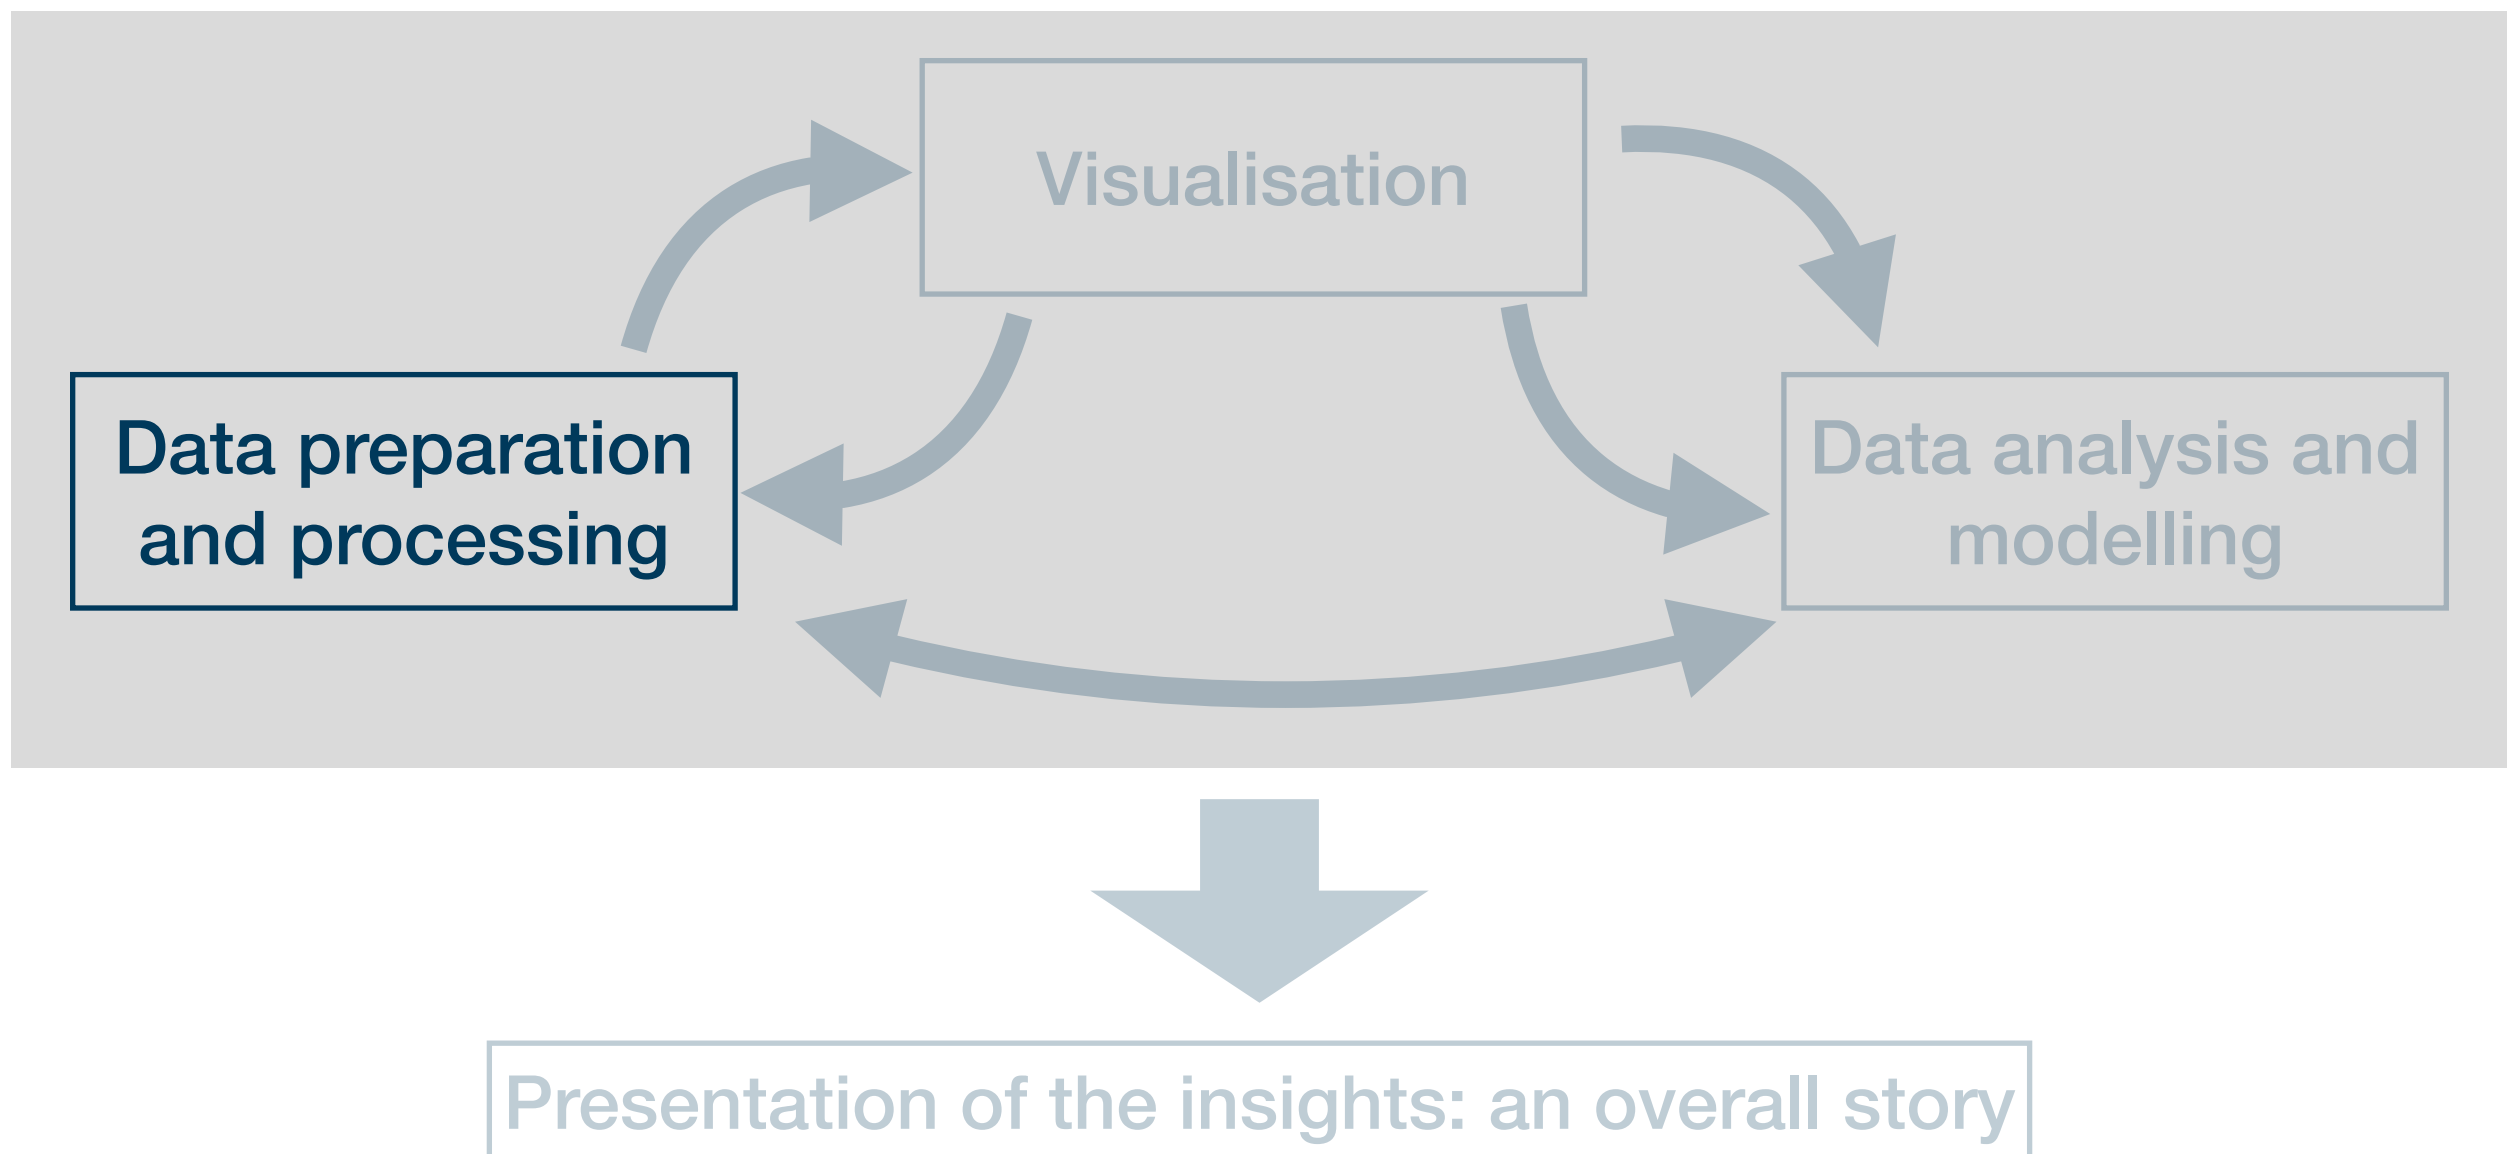 Visualisation
Data preparation
and processing
Data analysis and
modelling
Presentation of the insights: an overall story